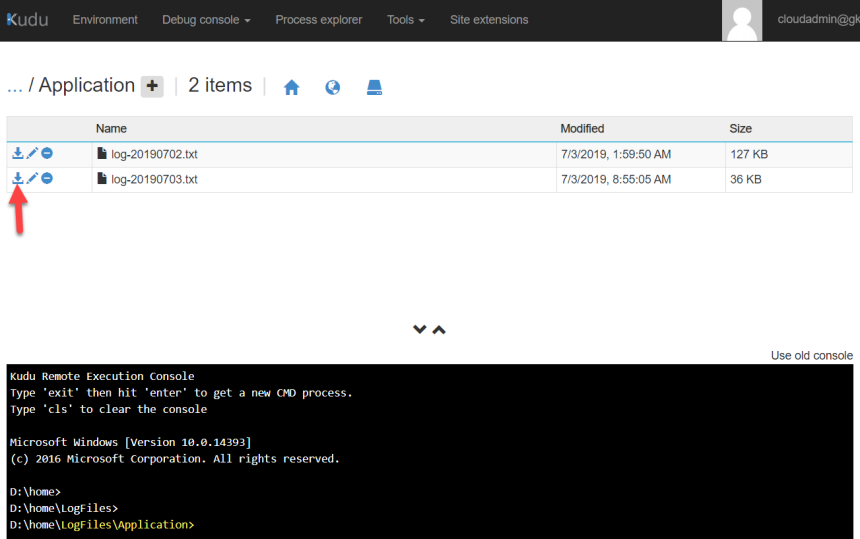 Kudu Environment Debug console Process explorer Tools Site extensions cloudadmin@gk
... / Application + 2 items
Name Modified Size
log-20190702.txt 7/3/2019, 1:59:50 AM 127 KB
log-20190703.txt 7/3/2019, 8:55:05 AM 36 KB
Use old console
Kudu Remote Execution Console
Type 'exit' then hit 'enter' to get a new CMD process.
Type 'cls' to clear the console
Microsoft Windows [Version 10.0.14393]
(c) 2016 Microsoft Corporation. All rights reserved.
D:\home>
D:\home\LogFiles>
D:\home\LogFiles\Application>